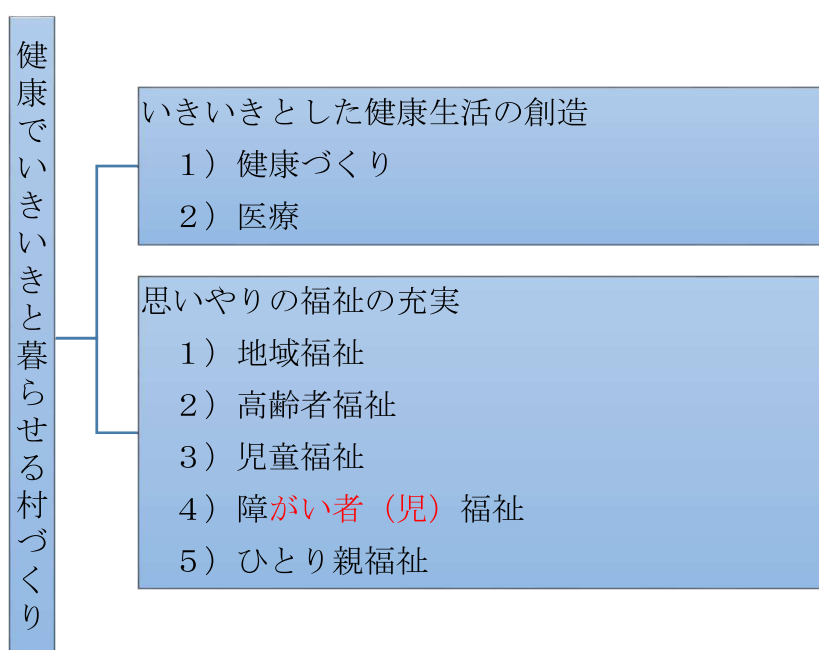 健康でいきいきと暮らせる村づくり
いきいきとした健康生活の創造
１）健康づくり
２）医療
思いやりの福祉の充実
１）地域福祉
２）高齢者福祉
３）児童福祉
４）障がい者（児）福祉
５）ひとり親福祉